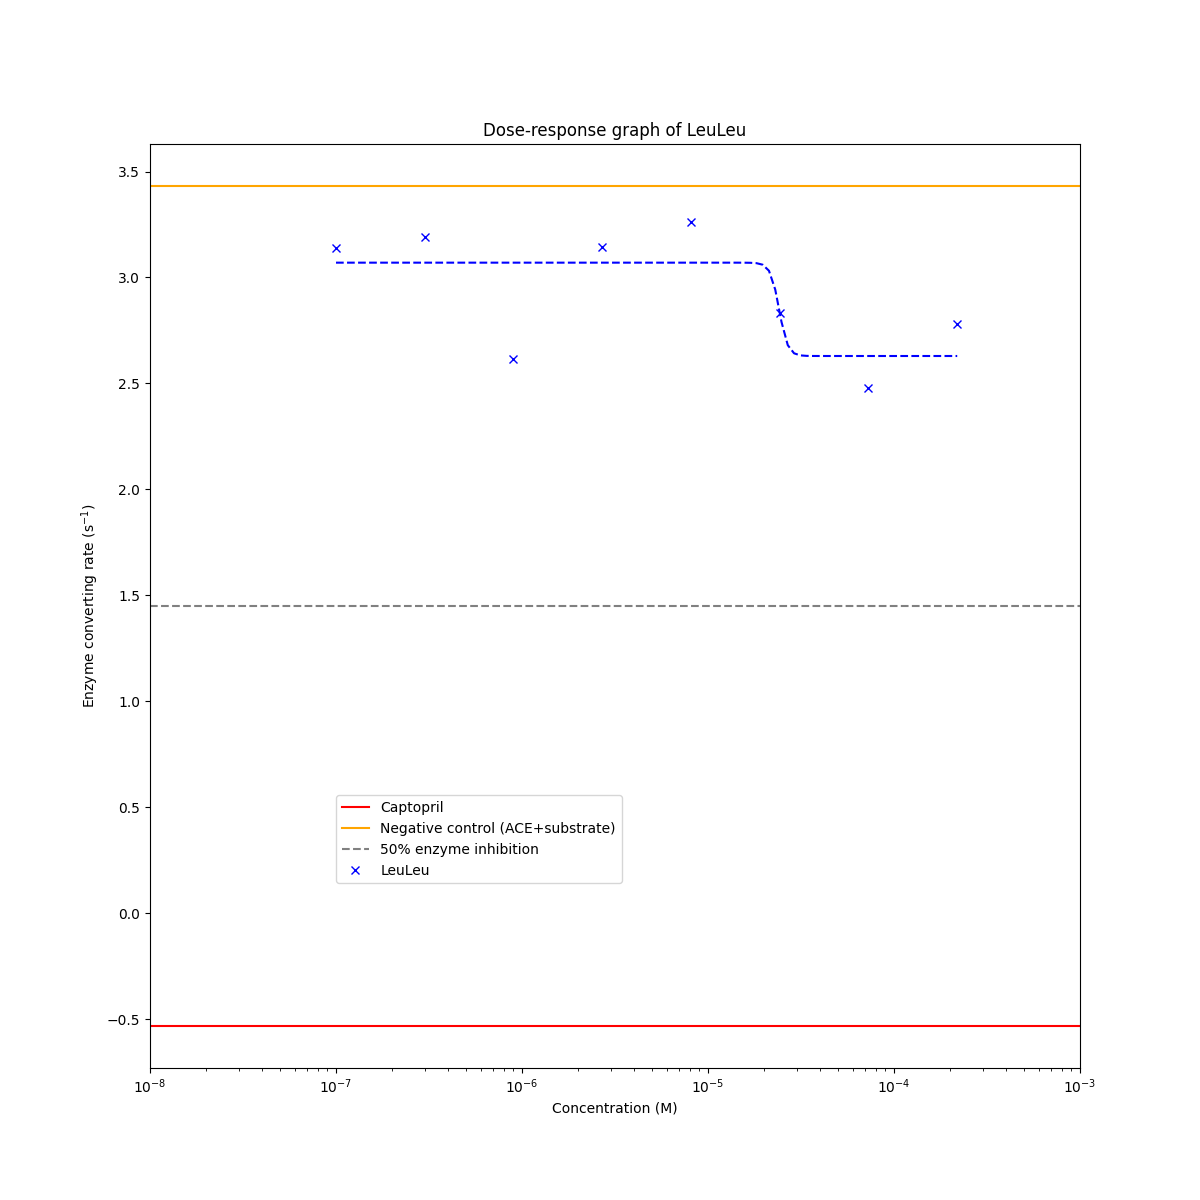 Dose-response graph of LeuLeu
3.5
3.0
2.5
2.0
1.5
1.0
0.5
0.0
−0.5
Enzyme converting rate (s⁻¹)
Captopril
Negative control (ACE+substrate)
50% enzyme inhibition
LeuLeu
10⁻⁸ 10⁻⁷ 10⁻⁶ 10⁻⁵ 10⁻⁴ 10⁻³
Concentration (M)